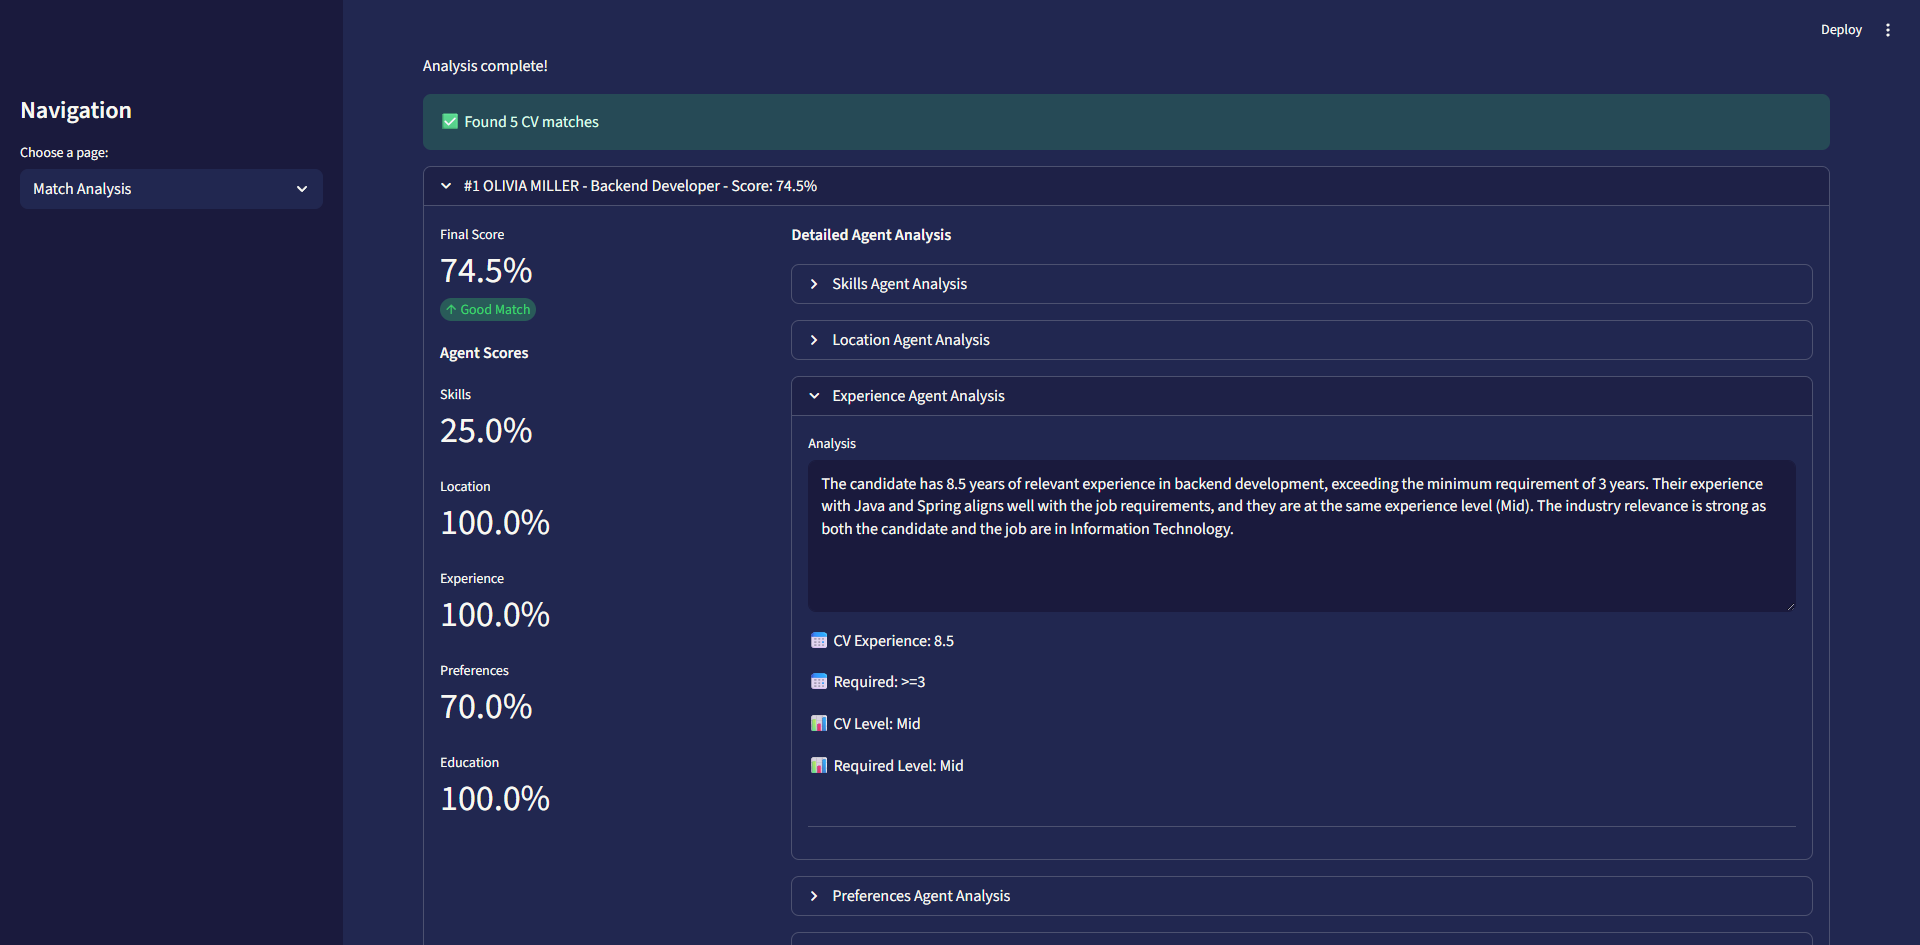 Deploy
Navigation
Choose a page:
Match Analysis
Analysis complete!
Found 5 CV matches
#1 OLIVIA MILLER - Backend Developer - Score: 74.5%
Final Score
74.5%
↑ Good Match
Agent Scores
Skills
25.0%
Location
100.0%
Experience
100.0%
Preferences
70.0%
Education
100.0%
Detailed Agent Analysis
Skills Agent Analysis
Location Agent Analysis
Experience Agent Analysis
Analysis
The candidate has 8.5 years of relevant experience in backend development, exceeding the minimum requirement of 3 years. Their experience
with Java and Spring aligns well with the job requirements, and they are at the same experience level (Mid). The industry relevance is strong as
both the candidate and the job are in Information Technology.
CV Experience: 8.5
Required: >=3
CV Level: Mid
Required Level: Mid
Preferences Agent Analysis